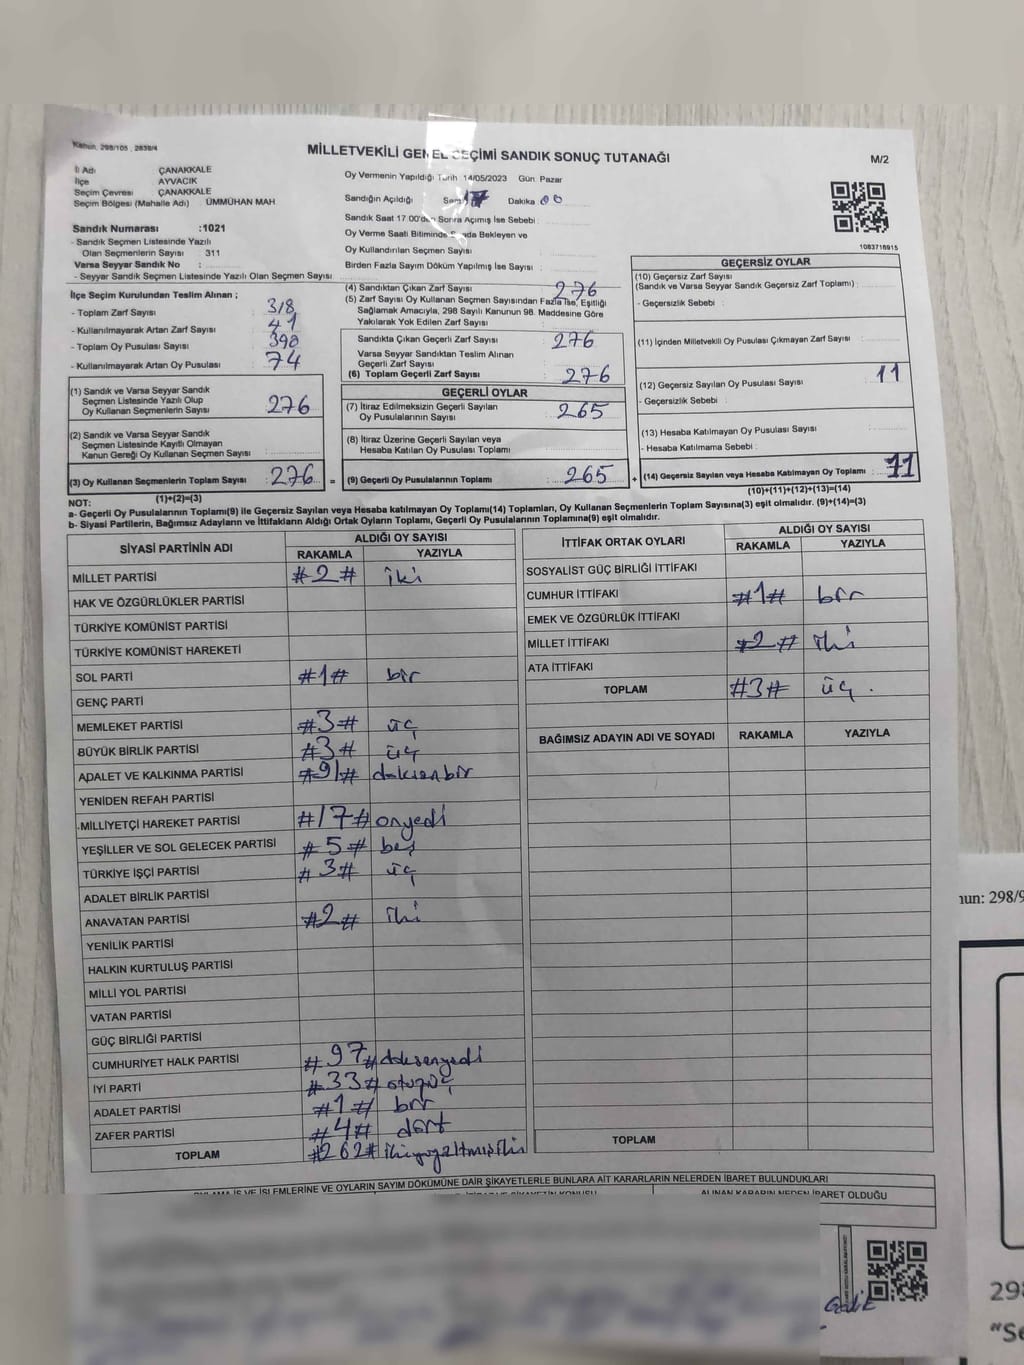 Kanun, 298/105, 2839/4
MİLLETVEKİLİ GENEL SEÇİMİ SANDIK SONUÇ TUTANAĞI
M/2
İl Adı ÇANAKKALE
İlçe AYVACIK
Seçim Çevresi ÇANAKKALE
Seçim Bölgesi (Mahalle Adı) : ÜMMÜHAN MAH
Oy Vermenin Yapıldığı Tarih 14/05/2023 Gün Pazar
Sandığın Açıldığı Saat 17 Dakika 00
Sandık Saat 17.00'den Sonra Açımış İse Sebebi :
Oy Verme Saati Bitiminde Sırada Bekleyen ve
Oy Kullandırılan Seçmen Sayısı :
Birden Fazla Sayım Döküm Yapılmış İse Sayısı :
1083716915
Sandık Numarası :1021
- Sandık Seçmen Listesinde Yazılı
Olan Seçmenlerin Sayısı : 311
Varsa Seyyar Sandık No :
- Seyyar Sandık Seçmen Listesinde Yazılı Olan Seçmen Sayısı
İlçe Seçim Kurulundan Teslim Alınan ;
- Toplam Zarf Sayısı : 318
- Kullanılmayarak Artan Zarf Sayısı : 41
- Toplam Oy Pusulası Sayısı : 390
- Kullanılmayarak Artan Oy Pusulası : 74
(1) Sandık ve Varsa Seyyar Sandık
Seçmen Listesinde Yazılı Olup
Oy Kullanan Seçmenlerin Sayısı : 276
(2) Sandık ve Varsa Seyyar Sandık
Seçmen Listesinde Kayıtlı Olmayan
Kanun Gereği Oy Kullanan Seçmen Sayısı :
(3) Oy Kullanan Seçmenlerin Toplam Sayısı : 276 =
(1)+(2)=(3)
(4) Sandıktan Çıkan Zarf Sayısı : 276
(5) Zarf Sayısı Oy Kullanan Seçmen Sayısından Fazla İse, Eşitliği
Sağlamak Amacıyla, 298 Sayılı Kanunun 98. Maddesine Göre
Yakılarak Yok Edilen Zarf Sayısı :
Sandıkta Çıkan Geçerli Zarf Sayısı : 276
Varsa Seyyar Sandıktan Teslim Alınan
Geçerli Zarf Sayısı :
(6) Toplam Geçerli Zarf Sayısı : 276
GEÇERLİ OYLAR
(7) İtiraz Edilmeksizin Geçerli Sayılan
Oy Pusulalarının Sayısı : 265
(8) İtiraz Üzerine Geçerli Sayılan veya
Hesaba Katılan Oy Pusulaları Toplamı :
(9) Geçerli Oy Pusulalarının Toplamı : 265 +
GEÇERSİZ OYLAR
(10) Geçersiz Zarf Sayısı
(Sandık ve Varsa Seyyar Sandık Geçersiz Zarf Toplamı) :
- Geçersizlik Sebebi :
(11) İçinden Milletvekili Oy Pusulası Çıkmayan Zarf Sayısı :
(12) Geçersiz Sayılan Oy Pusulası Sayısı : 11
- Geçersizlik Sebebi :
(13) Hesaba Katılmayan Oy Pusulası Sayısı :
- Hesaba Katılmama Sebebi :
(14) Geçersiz Sayılan veya Hesaba Katılmayan Oy Toplamı : 11
(10)+(11)+(12)+(13)=(14)
NOT:
a- Geçerli Oy Pusulalarının Toplamı(9) ile Geçersiz Sayılan veya Hesaba katılmayan Oy Toplamı(14) Toplamları, Oy Kullanan Seçmenlerin Toplam Sayısına(3) eşit olmalıdır. (9)+(14)=(3)
b- Siyasi Partilerin, Bağımsız Adayların ve İttifakların Aldığı Ortak Oyların Toplamı, Geçerli Oy Pusulalarının Toplamına(9) eşit olmalıdır.
SİYASİ PARTİNİN ADI ALDIĞI OY SAYISI
RAKAMLA YAZIYLA
MİLLET PARTİSİ #2# iki
HAK VE ÖZGÜRLÜKLER PARTİSİ
TÜRKİYE KOMÜNİST PARTİSİ
TÜRKİYE KOMÜNİST HAREKETİ
SOL PARTİ #1# bir
GENÇ PARTİ
MEMLEKET PARTİSİ #3# üç
BÜYÜK BİRLİK PARTİSİ #3# üç
ADALET VE KALKINMA PARTİSİ #91# doksanbir
YENİDEN REFAH PARTİSİ
MİLLİYETÇİ HAREKET PARTİSİ #17# onyedi
YEŞİLLER VE SOL GELECEK PARTİSİ #5# beş
TÜRKİYE İŞÇİ PARTİSİ #3# üç
ADALET BİRLİK PARTİSİ
ANAVATAN PARTİSİ #2# iki
YENİLİK PARTİSİ
HALKIN KURTULUŞ PARTİSİ
MİLLİ YOL PARTİSİ
VATAN PARTİSİ
GÜÇ BİRLİĞİ PARTİSİ
CUMHURİYET HALK PARTİSİ #97# doksanyedi
İYİ PARTİ #33# otuzüç
ADALET PARTİSİ #1# bir
ZAFER PARTİSİ #4# dört
TOPLAM #262# ikiyüzaltmışiki
İTTİFAK ORTAK OYLARI ALDIĞI OY SAYISI
RAKAMLA YAZIYLA
SOSYALİST GÜÇ BİRLİĞİ İTTİFAKI
CUMHUR İTTİFAKI #1# bir
EMEK VE ÖZGÜRLÜK İTTİFAKI
MİLLET İTTİFAKI #2# iki
ATA İTTİFAKI
TOPLAM #3# üç.
BAĞIMSIZ ADAYIN ADI VE SOYADI RAKAMLA YAZIYLA
TOPLAM
İŞ VE İŞLEMLERİNE VE OYLARIN SAYIM DÖKÜMÜNE DAİR ŞİKAYETLERLE BUNLARA AİT KARARLARIN NELERDEN İBARET BULUNDUKLARI
ALINAN KARARIN NEDEN İBARET OLDUĞU
298/9
298
"Se